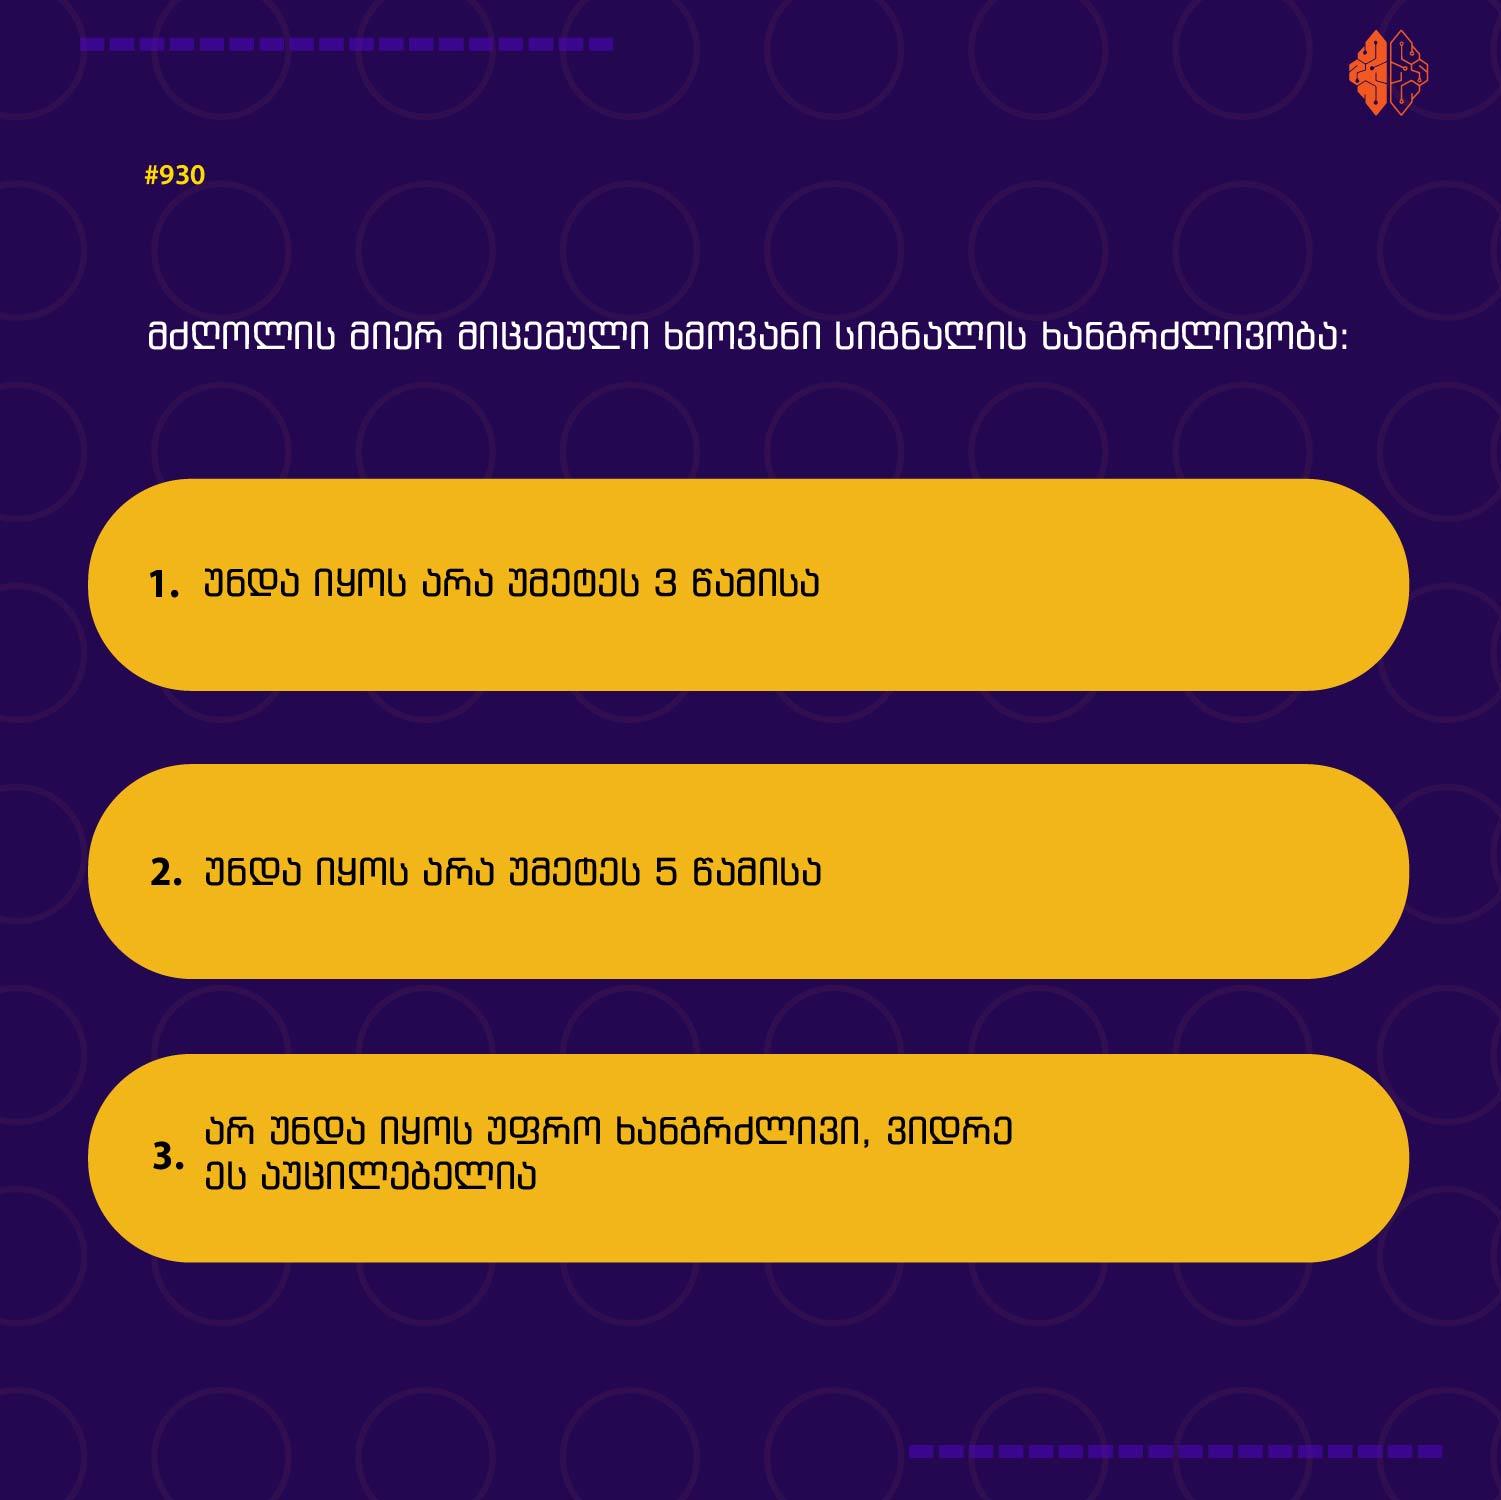 #930
მძღოლის მიერ მიცემული ხმოვანი სიგნალის ხანგრძლივობა:
1. უნდა იყოს არა უმეტეს 3 წამისა
2. უნდა იყოს არა უმეტეს 5 წამისა
3. არ უნდა იყოს უფრო ხანგრძლივი, ვიდრე
ეს აუცილებელია